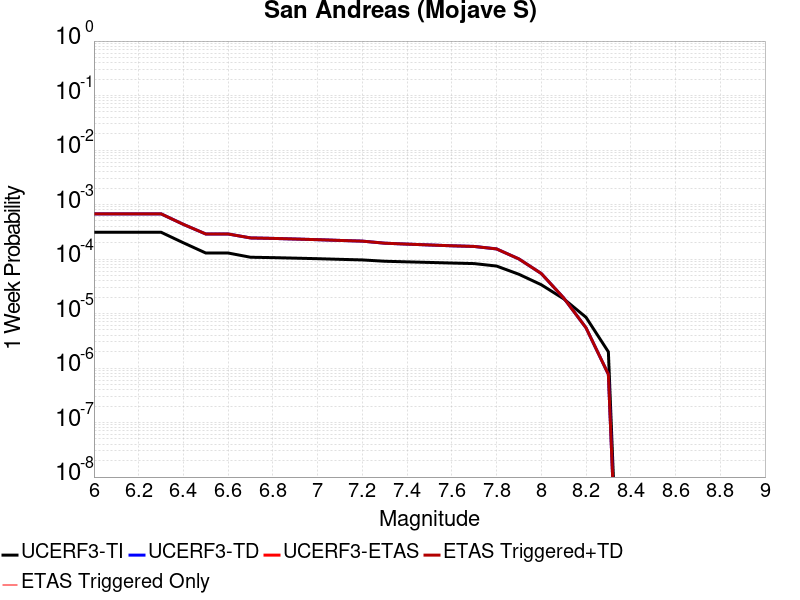 San Andreas (Mojave S)
1 Week Probability
10^0
10^-1
10^-2
10^-3
10^-4
10^-5
10^-6
10^-7
10^-8
6 6.2 6.4 6.6 6.8 7 7.2 7.4 7.6 7.8 8 8.2 8.4 8.6 8.8 9
Magnitude
UCERF3-TI UCERF3-TD UCERF3-ETAS ETAS Triggered+TD
ETAS Triggered Only